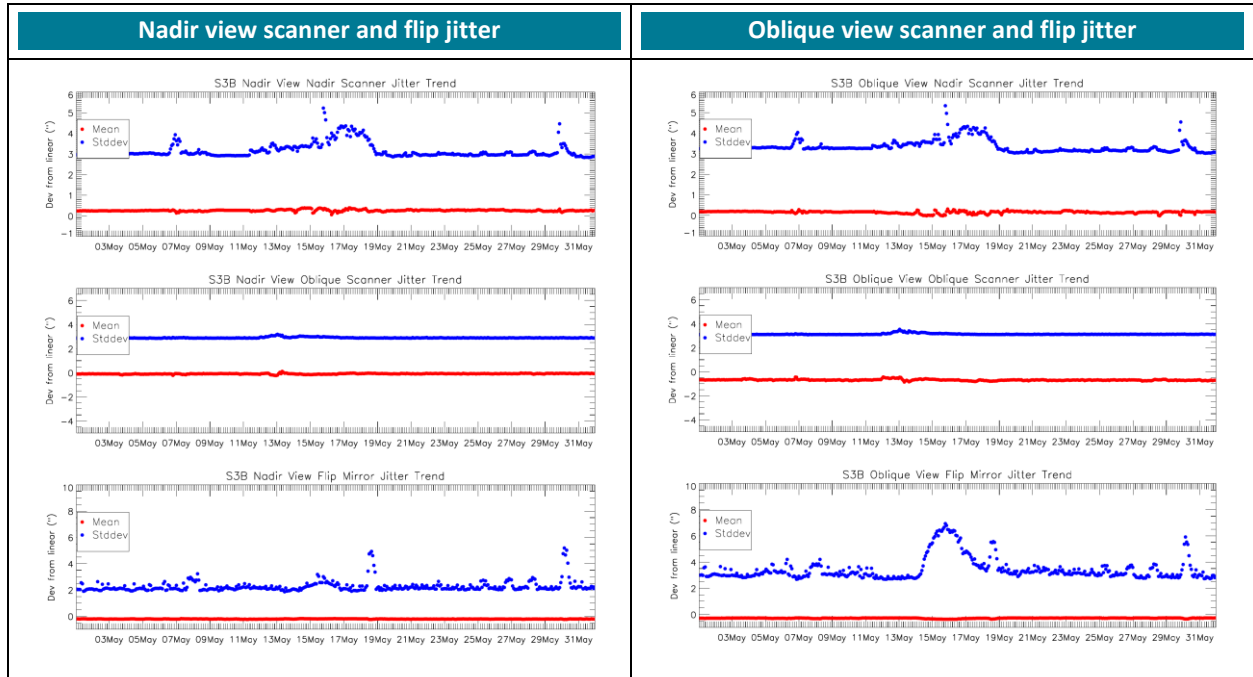 Nadir view scanner and flip jitter
Oblique view scanner and flip jitter
S3B Nadir View Nadir Scanner Jitter Trend
Dev from linear (")
6
5
4
3
2
1
0
−1
Mean
Stddev
03May 05May 07May 09May 11May 13May 15May 17May 19May 21May 23May 25May 27May 29May 31May
S3B Nadir View Oblique Scanner Jitter Trend
Dev from linear (")
6
4
2
0
−2
−4
Mean
Stddev
03May 05May 07May 09May 11May 13May 15May 17May 19May 21May 23May 25May 27May 29May 31May
S3B Nadir View Flip Mirror Jitter Trend
Dev from linear (")
10
8
6
4
2
0
Mean
Stddev
03May 05May 07May 09May 11May 13May 15May 17May 19May 21May 23May 25May 27May 29May 31May
S3B Oblique View Nadir Scanner Jitter Trend
Dev from linear (")
6
5
4
3
2
1
0
−1
Mean
Stddev
03May 05May 07May 09May 11May 13May 15May 17May 19May 21May 23May 25May 27May 29May 31May
S3B Oblique View Oblique Scanner Jitter Trend
Dev from linear (")
6
4
2
0
−2
−4
Mean
Stddev
03May 05May 07May 09May 11May 13May 15May 17May 19May 21May 23May 25May 27May 29May 31May
S3B Oblique View Flip Mirror Jitter Trend
Dev from linear (")
10
8
6
4
2
0
Mean
Stddev
03May 05May 07May 09May 11May 13May 15May 17May 19May 21May 23May 25May 27May 29May 31May